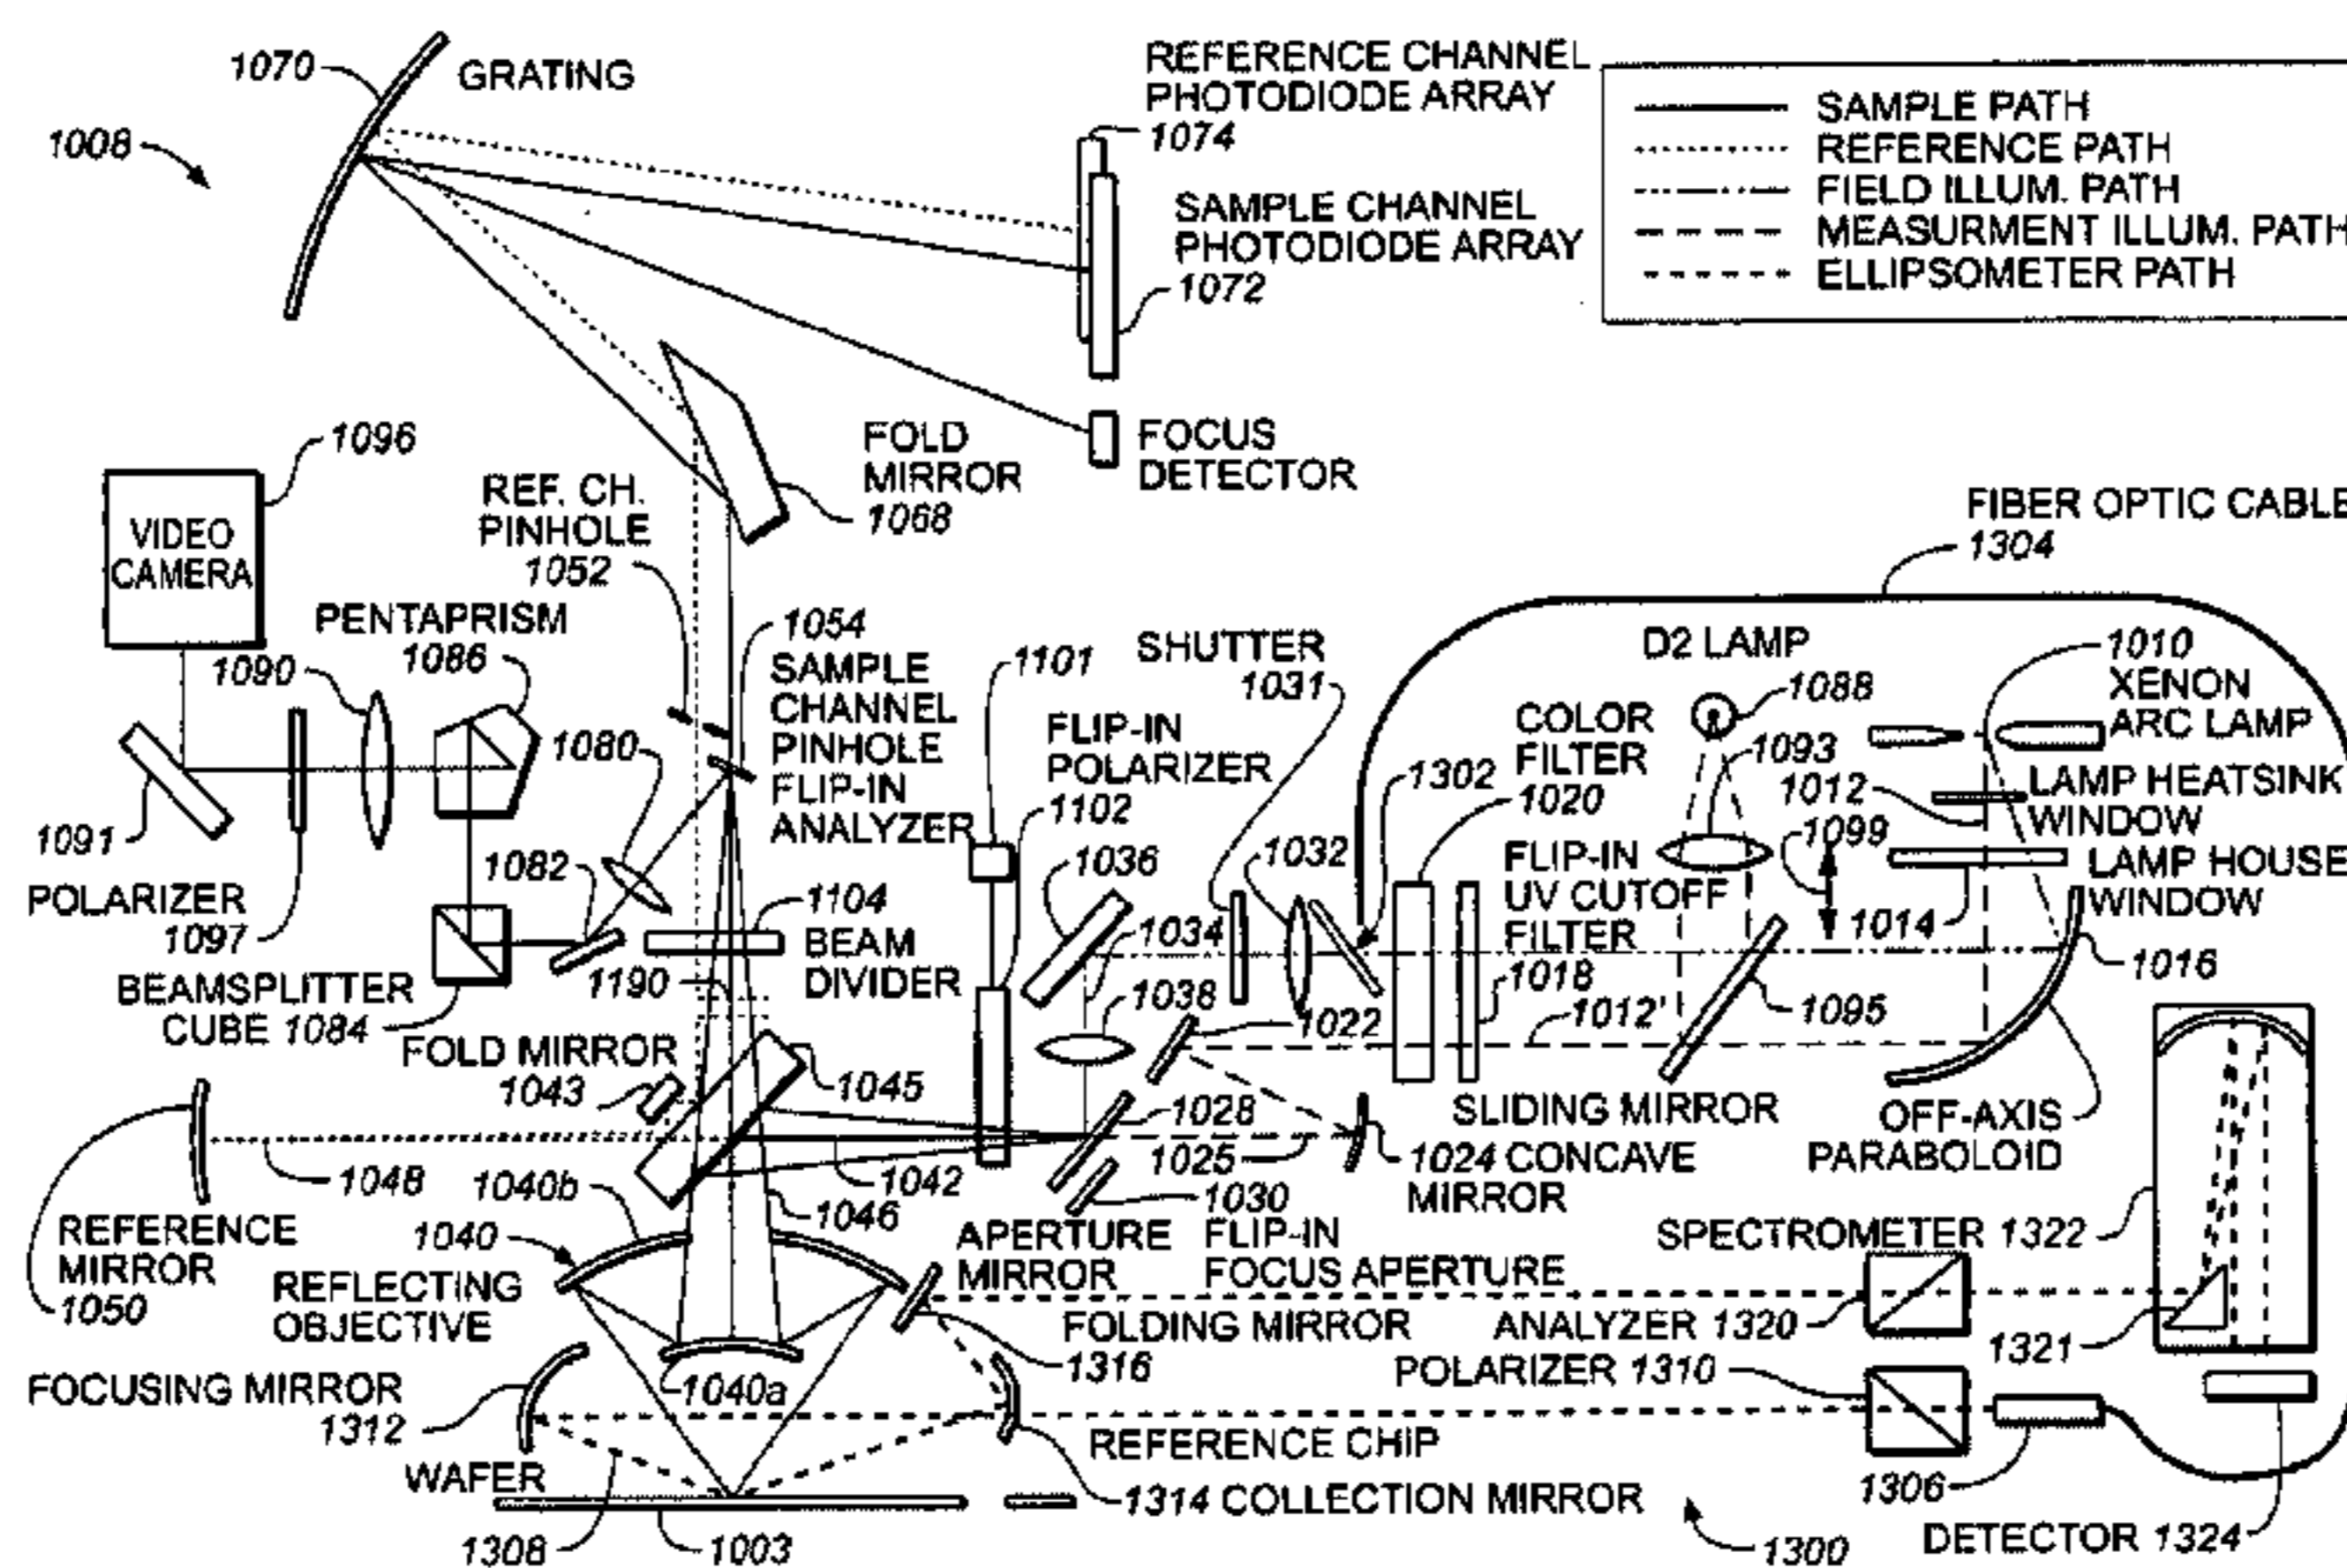 1070
GRATING
1008
REFERENCE CHANNEL
PHOTODIODE ARRAY
1074
SAMPLE CHANNEL
PHOTODIODE ARRAY
1072
SAMPLE PATH
REFERENCE PATH
FIELD ILLUM. PATH
MEASURMENT ILLUM. PATH
ELLIPSOMETER PATH
1096
VIDEO
CAMERA
FOLD
MIRROR
1068
FOCUS
DETECTOR
REF. CH.
PINHOLE
1052
PENTAPRISM
1086
1090
1054
SAMPLE
CHANNEL
PINHOLE
FLIP-IN
ANALYZER
1080
1082
1091
POLARIZER
1097
BEAMSPLITTER
CUBE 1084
1104
BEAM
DIVIDER
1190
1101
FLIP-IN
POLARIZER
1102
SHUTTER
1031
1036
1034
1032
1038
1302
FIBER OPTIC CABLE
1304
COLOR
FILTER
1020
D2 LAMP
1088
1093
1010
XENON
ARC LAMP
LAMP HEATSINK
WINDOW
1012
1099
FLIP-IN
UV CUTOFF
FILTER
1018
LAMP HOUSE
WINDOW
1014
1016
1022
1012'
1095
SLIDING MIRROR
OFF-AXIS
PARABOLOID
FOLD MIRROR
1043
1045
1028
1025
1024 CONCAVE
MIRROR
1030
1048
1040b
1042
1046
REFERENCE
MIRROR
1050
1040
REFLECTING
OBJECTIVE
APERTURE
MIRROR
FLIP-IN
FOCUS APERTURE
SPECTROMETER 1322
FOLDING MIRROR
1316
ANALYZER 1320
1321
POLARIZER 1310
FOCUSING MIRROR
1312
1040a
WAFER
REFERENCE CHIP
1314 COLLECTION MIRROR
1306
1308
1003
1300
DETECTOR 1324